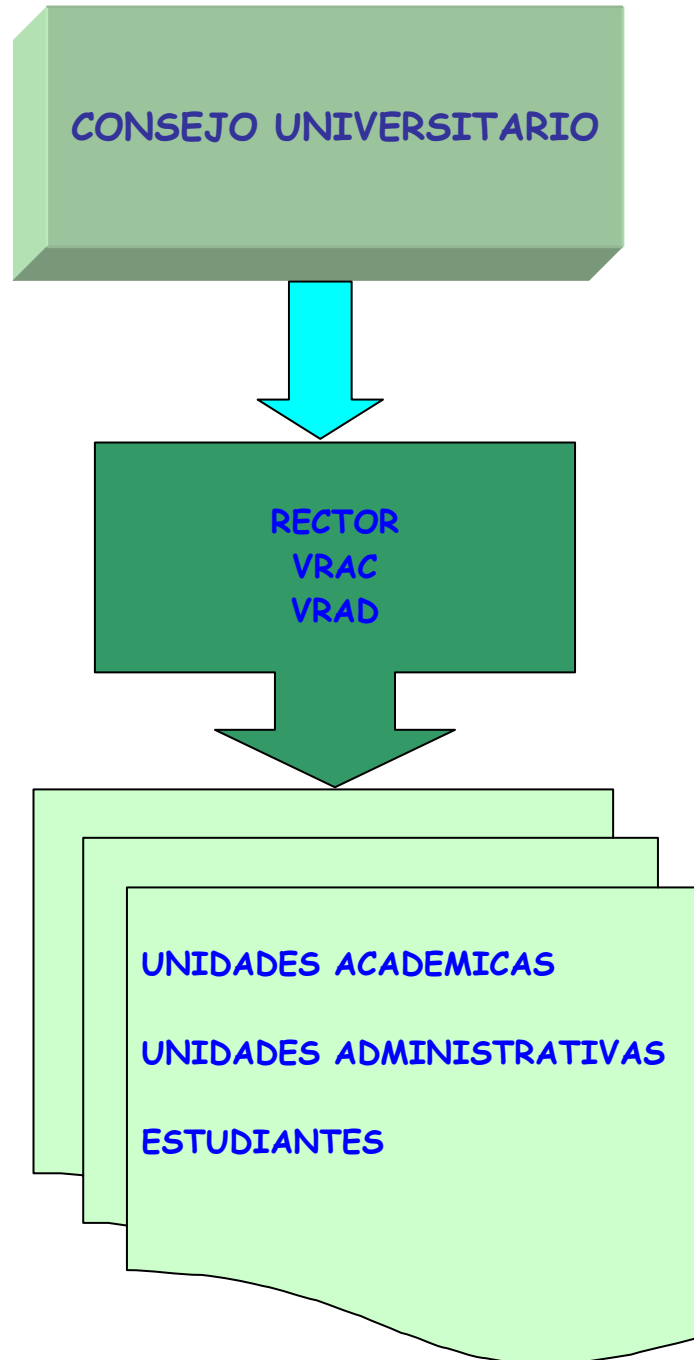 CONSEJO UNIVERSITARIO
RECTOR
VRAC
VRAD
UNIDADES ACADEMICAS
UNIDADES ADMINISTRATIVAS
ESTUDIANTES